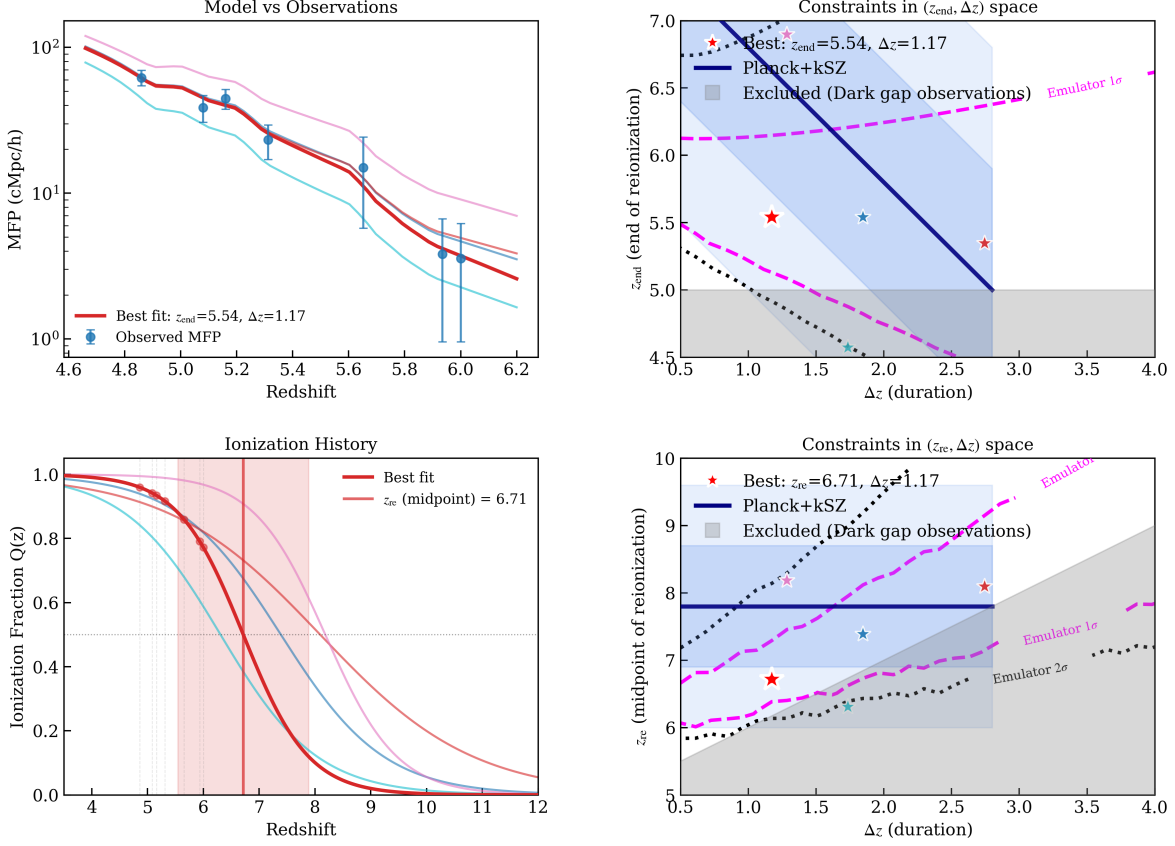 Model vs Observations
MFP (cMpc/h)
10²
10¹
10⁰
Best fit: z_end=5.54, Δz=1.17
Observed MFP
4.6 4.8 5.0 5.2 5.4 5.6 5.8 6.0 6.2
Redshift
Constraints in (z_end, Δz) space
z_end (end of reionization)
7.0
6.5
6.0
5.5
5.0
4.5
Best: z_end=5.54, Δz=1.17
Planck+kSZ
Excluded (Dark gap observations)
Emulator 1σ
0.5 1.0 1.5 2.0 2.5 3.0 3.5 4.0
Δz (duration)
Ionization History
Ionization Fraction Q(z)
1.0
0.8
0.6
0.4
0.2
0.0
Best fit
z_re (midpoint) = 6.71
4 5 6 7 8 9 10 11 12
Redshift
Constraints in (z_re, Δz) space
z_re (midpoint of reionization)
10
9
8
7
6
5
Best: z_re=6.71, Δz=1.17
Planck+kSZ
Excluded (Dark gap observations)
Emulator
Emulator 1σ
Emulator 2σ
0.5 1.0 1.5 2.0 2.5 3.0 3.5 4.0
Δz (duration)